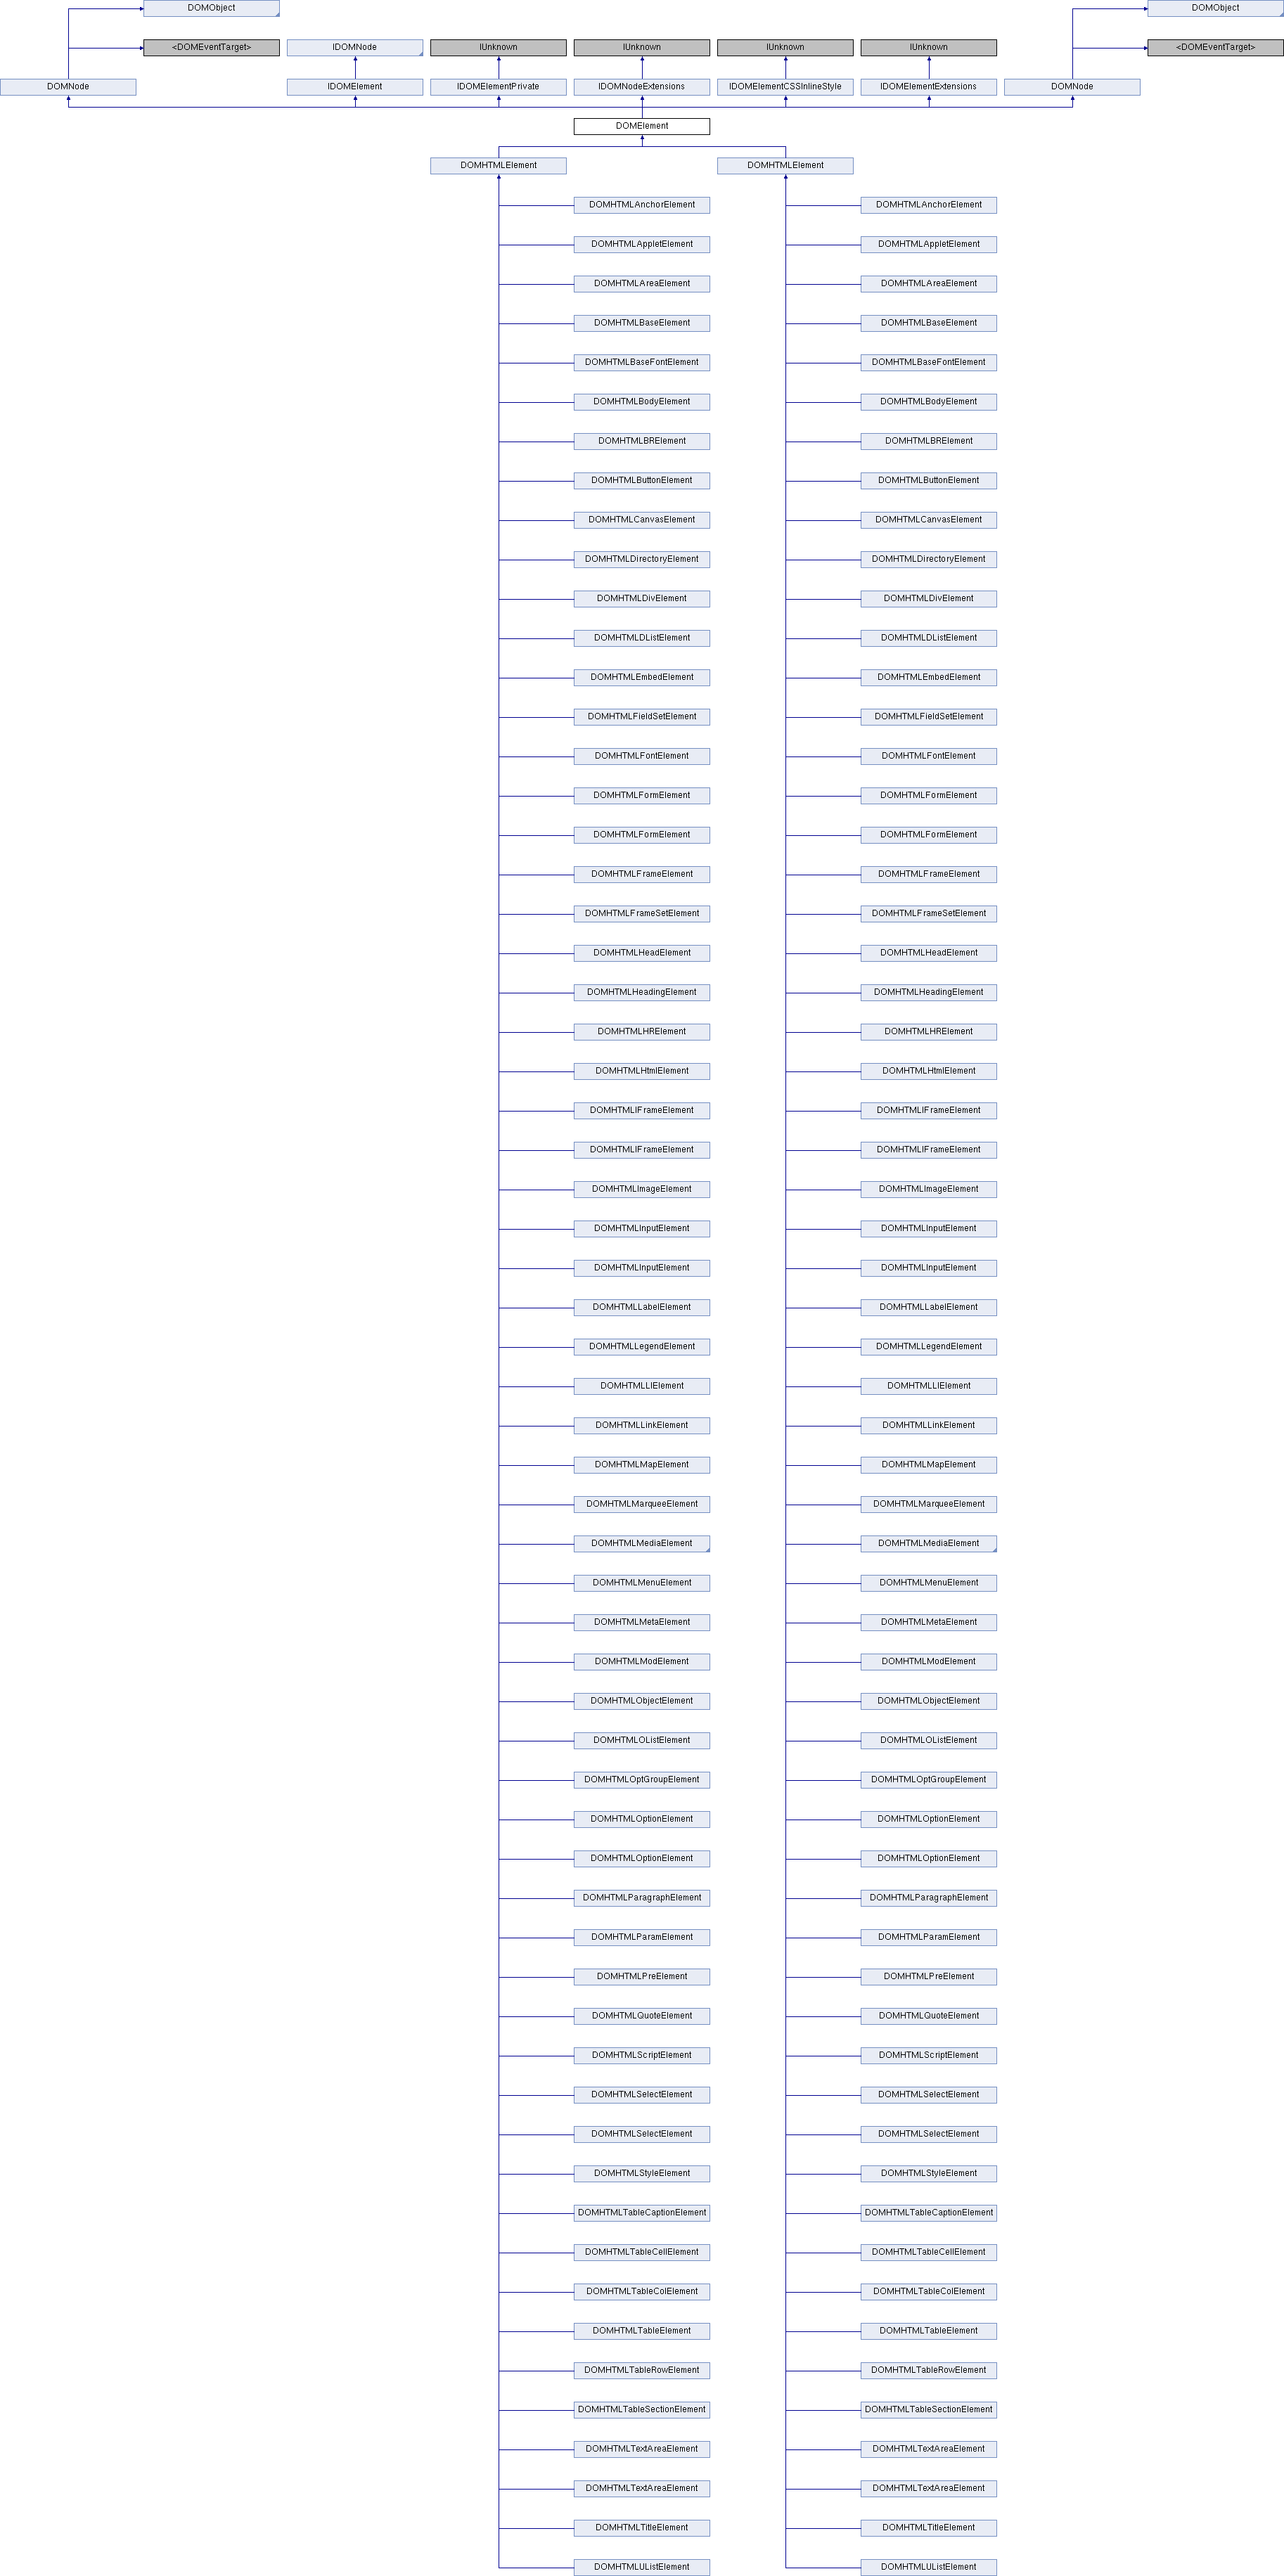 DOMObject DOMObject
<DOMEventTarget> IDOMNode IUnknown IUnknown IUnknown IUnknown <DOMEventTarget>
DOMNode IDOMElement IDOMElementPrivate IDOMNodeExtensions IDOMElementCSSInlineStyle IDOMElementExtensions DOMNode
DOMElement
DOMHTMLElement DOMHTMLElement
DOMHTMLAnchorElement DOMHTMLAnchorElement
DOMHTMLAppletElement DOMHTMLAppletElement
DOMHTMLAreaElement DOMHTMLAreaElement
DOMHTMLBaseElement DOMHTMLBaseElement
DOMHTMLBaseFontElement DOMHTMLBaseFontElement
DOMHTMLBodyElement DOMHTMLBodyElement
DOMHTMLBRElement DOMHTMLBRElement
DOMHTMLButtonElement DOMHTMLButtonElement
DOMHTMLCanvasElement DOMHTMLCanvasElement
DOMHTMLDirectoryElement DOMHTMLDirectoryElement
DOMHTMLDivElement DOMHTMLDivElement
DOMHTMLDListElement DOMHTMLDListElement
DOMHTMLEmbedElement DOMHTMLEmbedElement
DOMHTMLFieldSetElement DOMHTMLFieldSetElement
DOMHTMLFontElement DOMHTMLFontElement
DOMHTMLFormElement DOMHTMLFormElement
DOMHTMLFormElement DOMHTMLFormElement
DOMHTMLFrameElement DOMHTMLFrameElement
DOMHTMLFrameSetElement DOMHTMLFrameSetElement
DOMHTMLHeadElement DOMHTMLHeadElement
DOMHTMLHeadingElement DOMHTMLHeadingElement
DOMHTMLHRElement DOMHTMLHRElement
DOMHTMLHtmlElement DOMHTMLHtmlElement
DOMHTMLIFrameElement DOMHTMLIFrameElement
DOMHTMLIFrameElement DOMHTMLIFrameElement
DOMHTMLImageElement DOMHTMLImageElement
DOMHTMLInputElement DOMHTMLInputElement
DOMHTMLInputElement DOMHTMLInputElement
DOMHTMLLabelElement DOMHTMLLabelElement
DOMHTMLLegendElement DOMHTMLLegendElement
DOMHTMLLIElement DOMHTMLLIElement
DOMHTMLLinkElement DOMHTMLLinkElement
DOMHTMLMapElement DOMHTMLMapElement
DOMHTMLMarqueeElement DOMHTMLMarqueeElement
DOMHTMLMediaElement DOMHTMLMediaElement
DOMHTMLMenuElement DOMHTMLMenuElement
DOMHTMLMetaElement DOMHTMLMetaElement
DOMHTMLModElement DOMHTMLModElement
DOMHTMLObjectElement DOMHTMLObjectElement
DOMHTMLOListElement DOMHTMLOListElement
DOMHTMLOptGroupElement DOMHTMLOptGroupElement
DOMHTMLOptionElement DOMHTMLOptionElement
DOMHTMLOptionElement DOMHTMLOptionElement
DOMHTMLParagraphElement DOMHTMLParagraphElement
DOMHTMLParamElement DOMHTMLParamElement
DOMHTMLPreElement DOMHTMLPreElement
DOMHTMLQuoteElement DOMHTMLQuoteElement
DOMHTMLScriptElement DOMHTMLScriptElement
DOMHTMLSelectElement DOMHTMLSelectElement
DOMHTMLSelectElement DOMHTMLSelectElement
DOMHTMLStyleElement DOMHTMLStyleElement
DOMHTMLTableCaptionElement DOMHTMLTableCaptionElement
DOMHTMLTableCellElement DOMHTMLTableCellElement
DOMHTMLTableColElement DOMHTMLTableColElement
DOMHTMLTableElement DOMHTMLTableElement
DOMHTMLTableRowElement DOMHTMLTableRowElement
DOMHTMLTableSectionElement DOMHTMLTableSectionElement
DOMHTMLTextAreaElement DOMHTMLTextAreaElement
DOMHTMLTextAreaElement DOMHTMLTextAreaElement
DOMHTMLTitleElement DOMHTMLTitleElement
DOMHTMLUListElement DOMHTMLUListElement